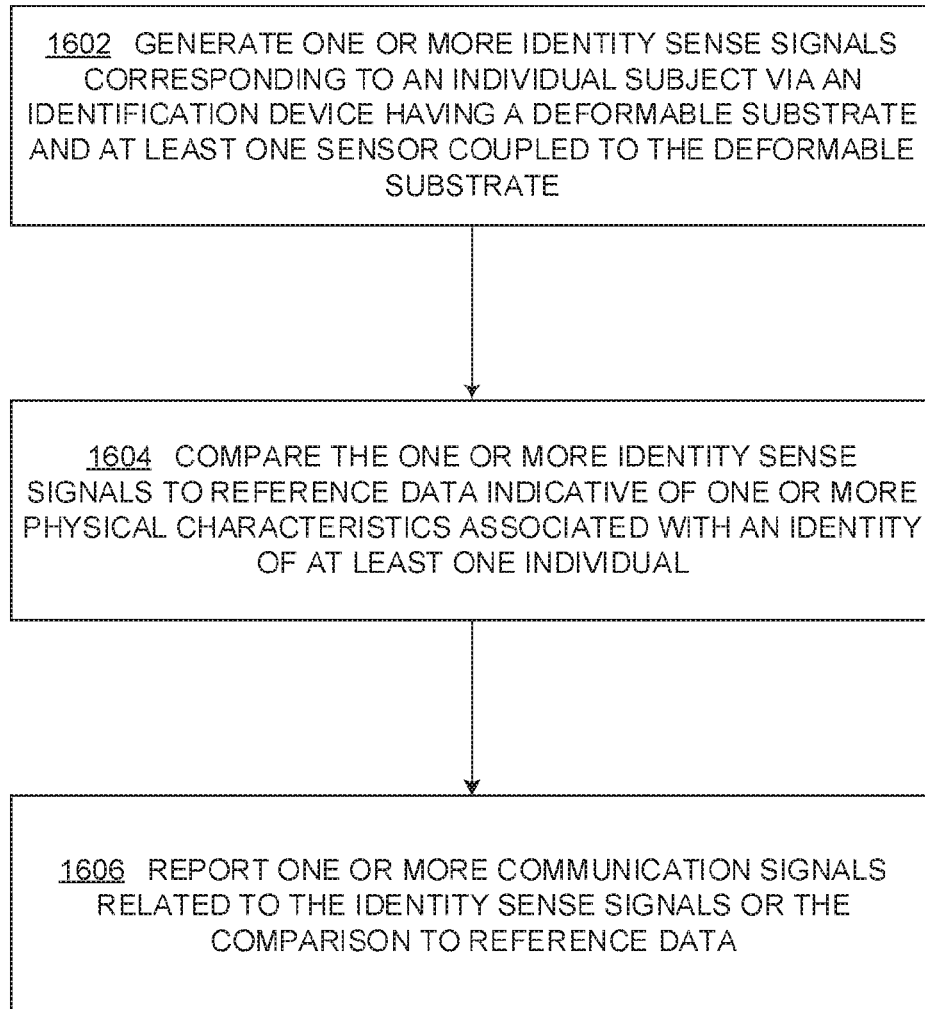 1602 GENERATE ONE OR MORE IDENTITY SENSE SIGNALS
CORRESPONDING TO AN INDIVIDUAL SUBJECT VIA AN
IDENTIFICATION DEVICE HAVING A DEFORMABLE SUBSTRATE
AND AT LEAST ONE SENSOR COUPLED TO THE DEFORMABLE
SUBSTRATE
1604 COMPARE THE ONE OR MORE IDENTITY SENSE
SIGNALS TO REFERENCE DATA INDICATIVE OF ONE OR MORE
PHYSICAL CHARACTERISTICS ASSOCIATED WITH AN IDENTITY
OF AT LEAST ONE INDIVIDUAL
1606 REPORT ONE OR MORE COMMUNICATION SIGNALS
RELATED TO THE IDENTITY SENSE SIGNALS OR THE
COMPARISON TO REFERENCE DATA